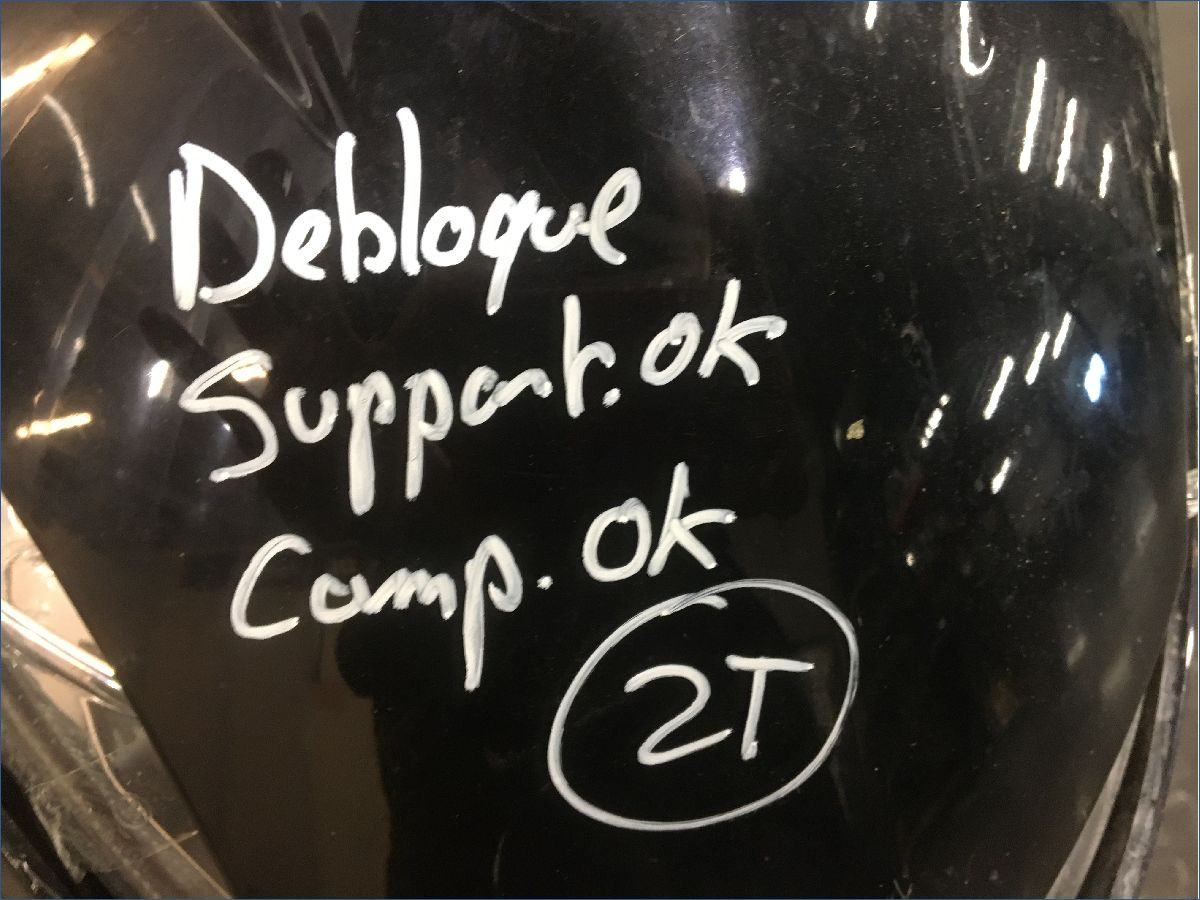 Debloque
Support. ok
Comp. ok
2T